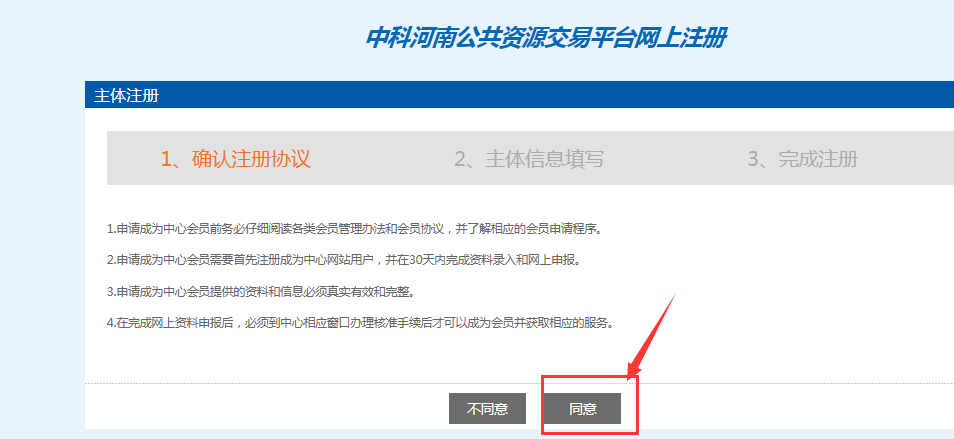 中科河南公共资源交易平台网上注册
主体注册
1、确认注册协议 2、主体信息填写 3、完成注册
1.申请成为中心会员前务必仔细阅读各类会员管理办法和会员协议，并了解相应的会员申请程序。
2.申请成为中心会员需要首先注册成为中心网站用户，并在30天内完成资料录入和网上申报。
3.申请成为中心会员提供的资料和信息必须真实有效和完整。
4.在完成网上资料申报后，必须到中心相应窗口办理核准手续后才可以成为会员并获取相应的服务。
不同意 同意